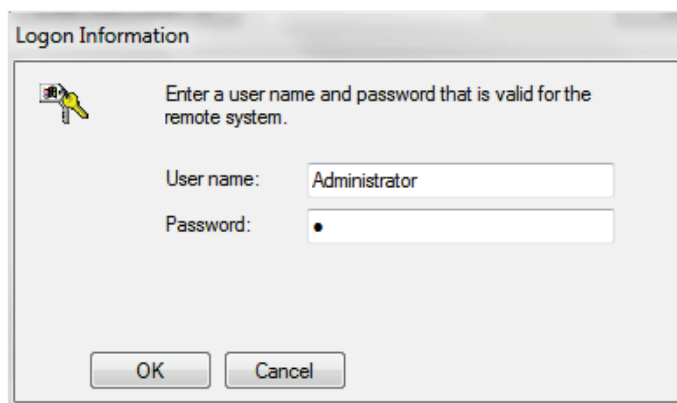 Logon Information
Enter a user name and password that is valid for the
remote system.
User name:
Administrator
Password:
●
OK
Cancel